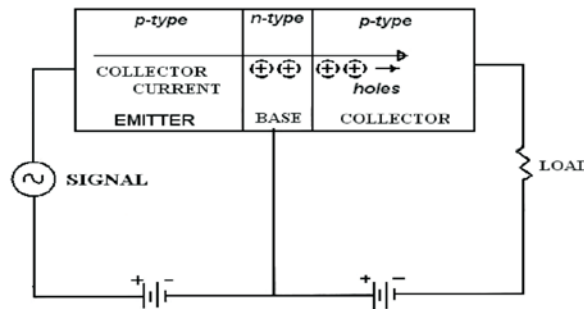 p-type n-type p-type
COLLECTOR
CURRENT
holes
EMITTER BASE COLLECTOR
SIGNAL
LOAD
+ - + -